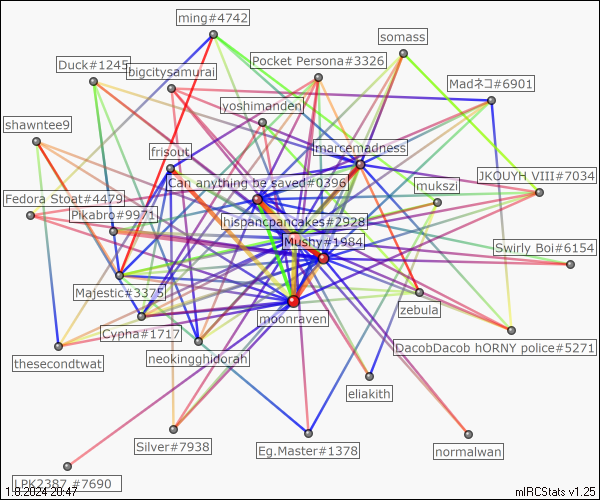 ming#4742
somass
Duck#1245
Pocket Persona#3326
bigcitysamurai
Madネコ#6901
yoshimanden
shawntee9
marcemadness
frisout
JKOUYH VIII#7034
Can anything be saved#0396
mukszi
Fedora Stoat#4479
Pikabro#9971
hispancpancakes#2928
Mushy#1984
Swirly Boi#6154
Majestic#3375
zebula
moonraven
Cypha#1717
DacobDacob hORNY police#5271
neokingghidorah
thesecondtwat
eliakith
Silver#7938
Eg.Master#1378
normalwan
LPK2387 #7690
1.8.2024 20:47
mIRCStats v1.25